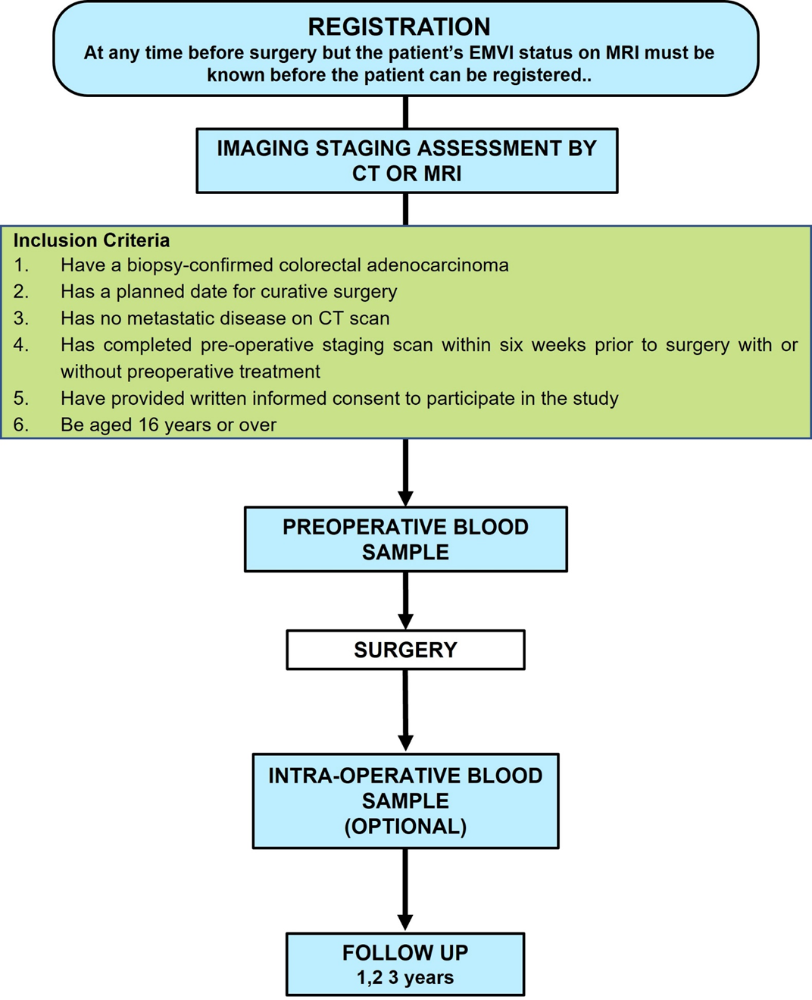 REGISTRATION
At any time before surgery but the patient’s EMVI status on MRI must be
known before the patient can be registered..
IMAGING STAGING ASSESSMENT BY
CT OR MRI
Inclusion Criteria
1. Have a biopsy-confirmed colorectal adenocarcinoma
2. Has a planned date for curative surgery
3. Has no metastatic disease on CT scan
4. Has completed pre-operative staging scan within six weeks prior to surgery with or
without preoperative treatment
5. Have provided written informed consent to participate in the study
6. Be aged 16 years or over
PREOPERATIVE BLOOD
SAMPLE
SURGERY
INTRA-OPERATIVE BLOOD
SAMPLE
(OPTIONAL)
FOLLOW UP
1,2 3 years